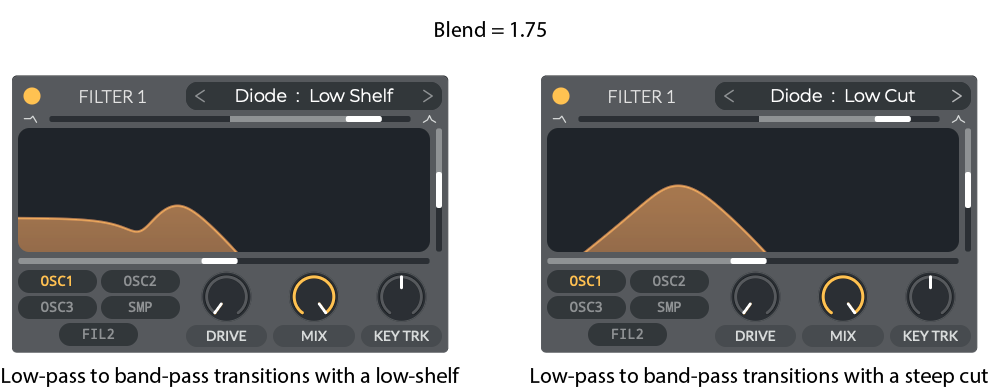 Blend = 1.75
FILTER 1
< Diode : Low Shelf >
OSC1 OSC2
OSC3 SMP
FIL2
DRIVE MIX KEY TRK
Low-pass to band-pass transitions with a low-shelf
FILTER 1
< Diode : Low Cut >
OSC1 OSC2
OSC3 SMP
FIL2
DRIVE MIX KEY TRK
Low-pass to band-pass transitions with a steep cut